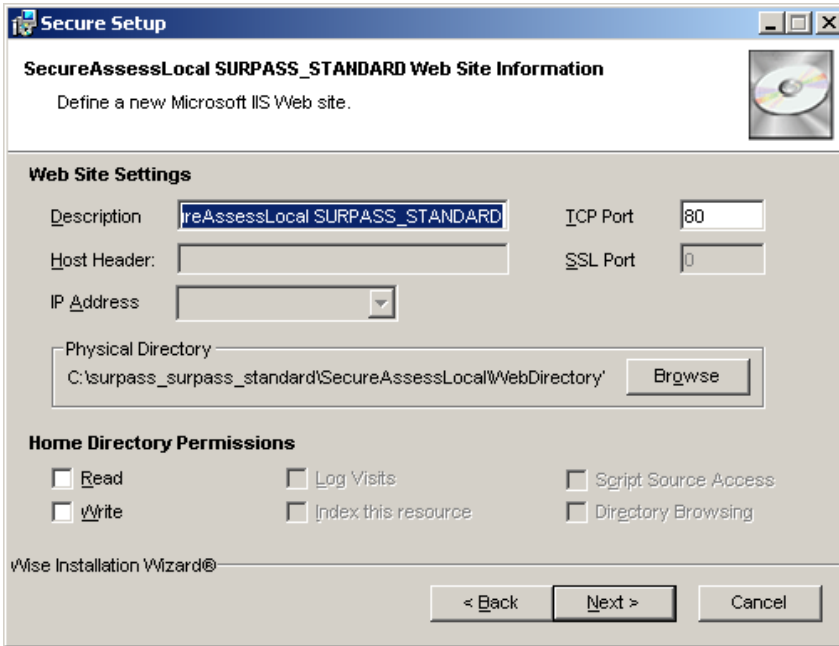 Secure Setup
SecureAssessLocal SURPASS_STANDARD Web Site Information
Define a new Microsoft IIS Web site.
Web Site Settings
Description reAssessLocal SURPASS_STANDARD TCP Port 80
Host Header: SSL Port 0
IP Address
Physical Directory
C:\surpass_surpass_standard\SecureAssessLocal\WebDirectory' Browse
Home Directory Permissions
Read Log Visits Script Source Access
Write Index this resource Directory Browsing
Wise Installation Wizard®
< Back Next > Cancel